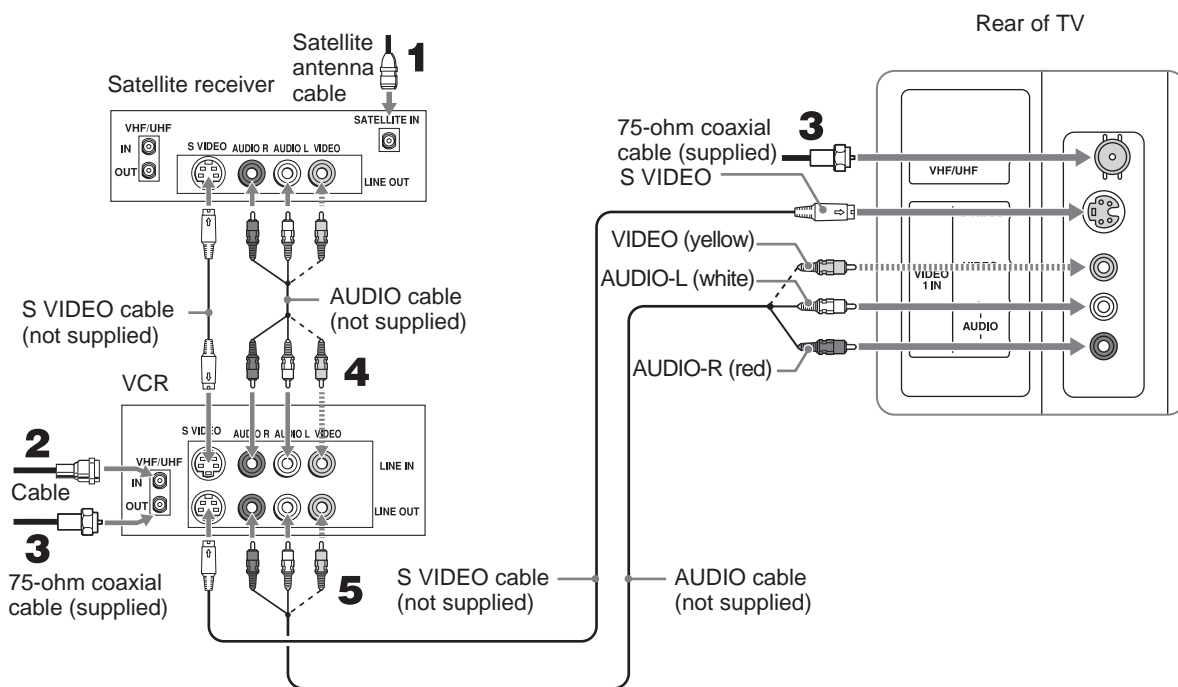 Rear of TV
Satellite
antenna
cable
1
Satellite receiver
SATELLITE IN
VHF/UHF
IN
OUT
S VIDEO AUDIO R AUDIO L VIDEO
LINE OUT
75-ohm coaxial
cable (supplied)
3
S VIDEO
VHF/UHF
VIDEO (yellow)
AUDIO-L (white)
AUDIO-R (red)
VIDEO
1 IN
AUDIO
S VIDEO cable
(not supplied)
AUDIO cable
(not supplied)
4
VCR
S VIDEO AUDIO R AUDIO L VIDEO
2
Cable
VHF/UHF
IN
OUT
LINE IN
LINE OUT
3
75-ohm coaxial
cable (supplied)
5
S VIDEO cable
(not supplied)
AUDIO cable
(not supplied)